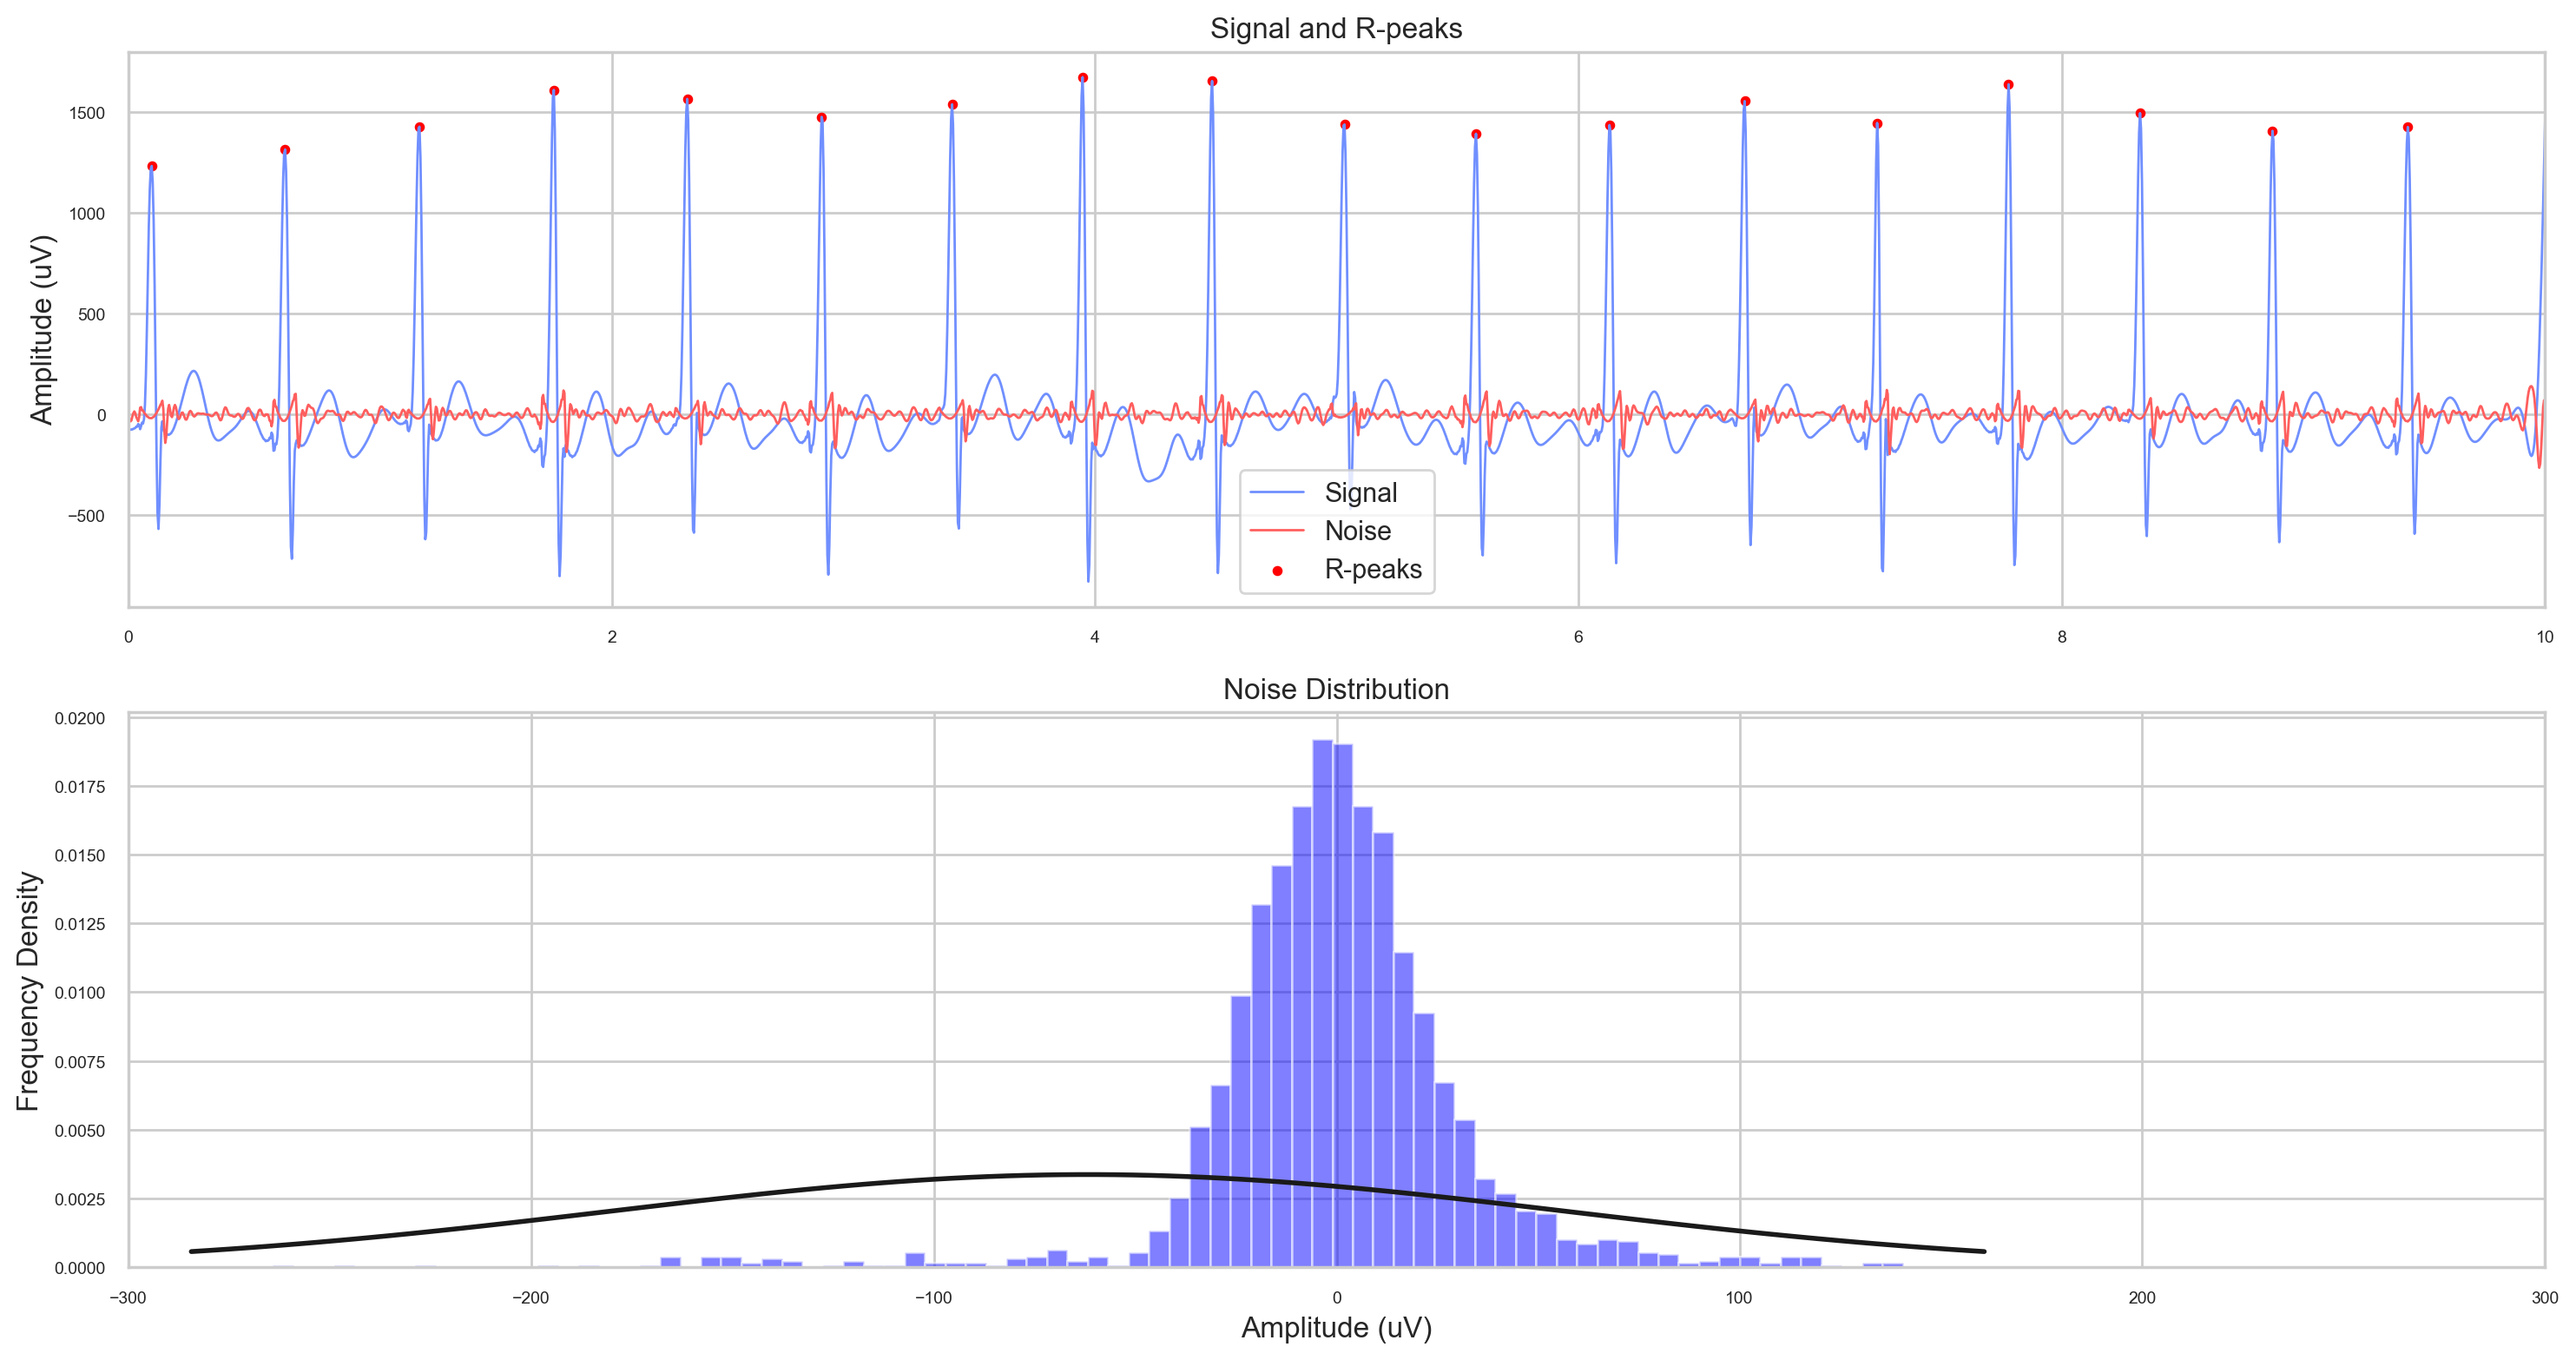 Signal and R-peaks
Amplitude (uV)
1500
1000
500
0
−500
Signal
Noise
R-peaks
0 2 4 6 8 10
Noise Distribution
Frequency Density
0.0200
0.0175
0.0150
0.0125
0.0100
0.0075
0.0050
0.0025
0.0000
−300 −200 −100 0 100 200 300
Amplitude (uV)